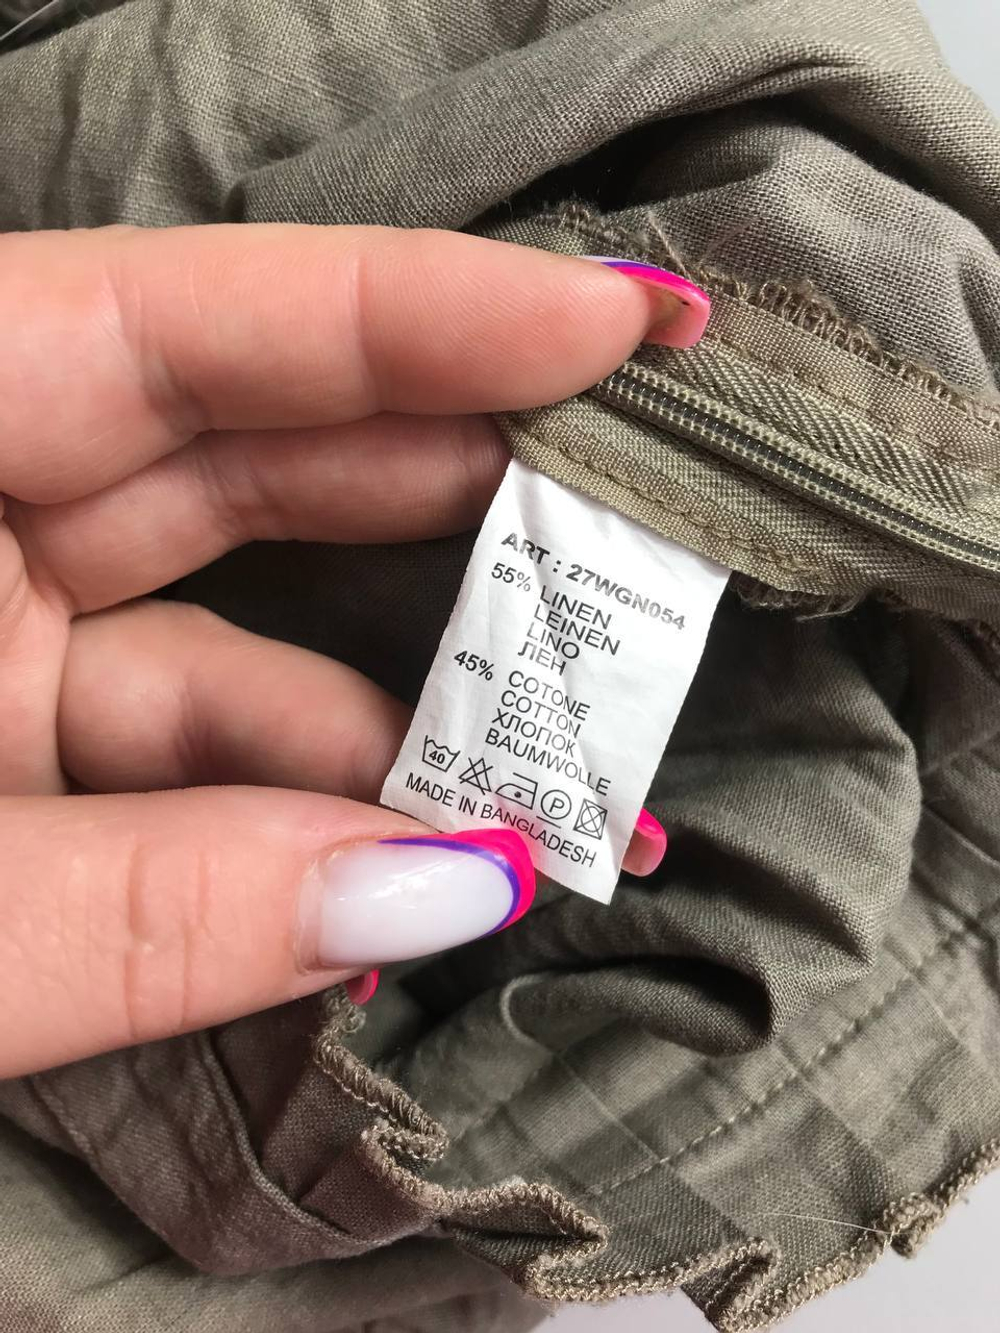 ART : 27WGN054
55% LINEN
LEINEN
LINO
ЛЕН
45% COTONE
COTTON
ХЛОПОК
BAUMWOLLE
40 P
MADE IN BANGLADESH